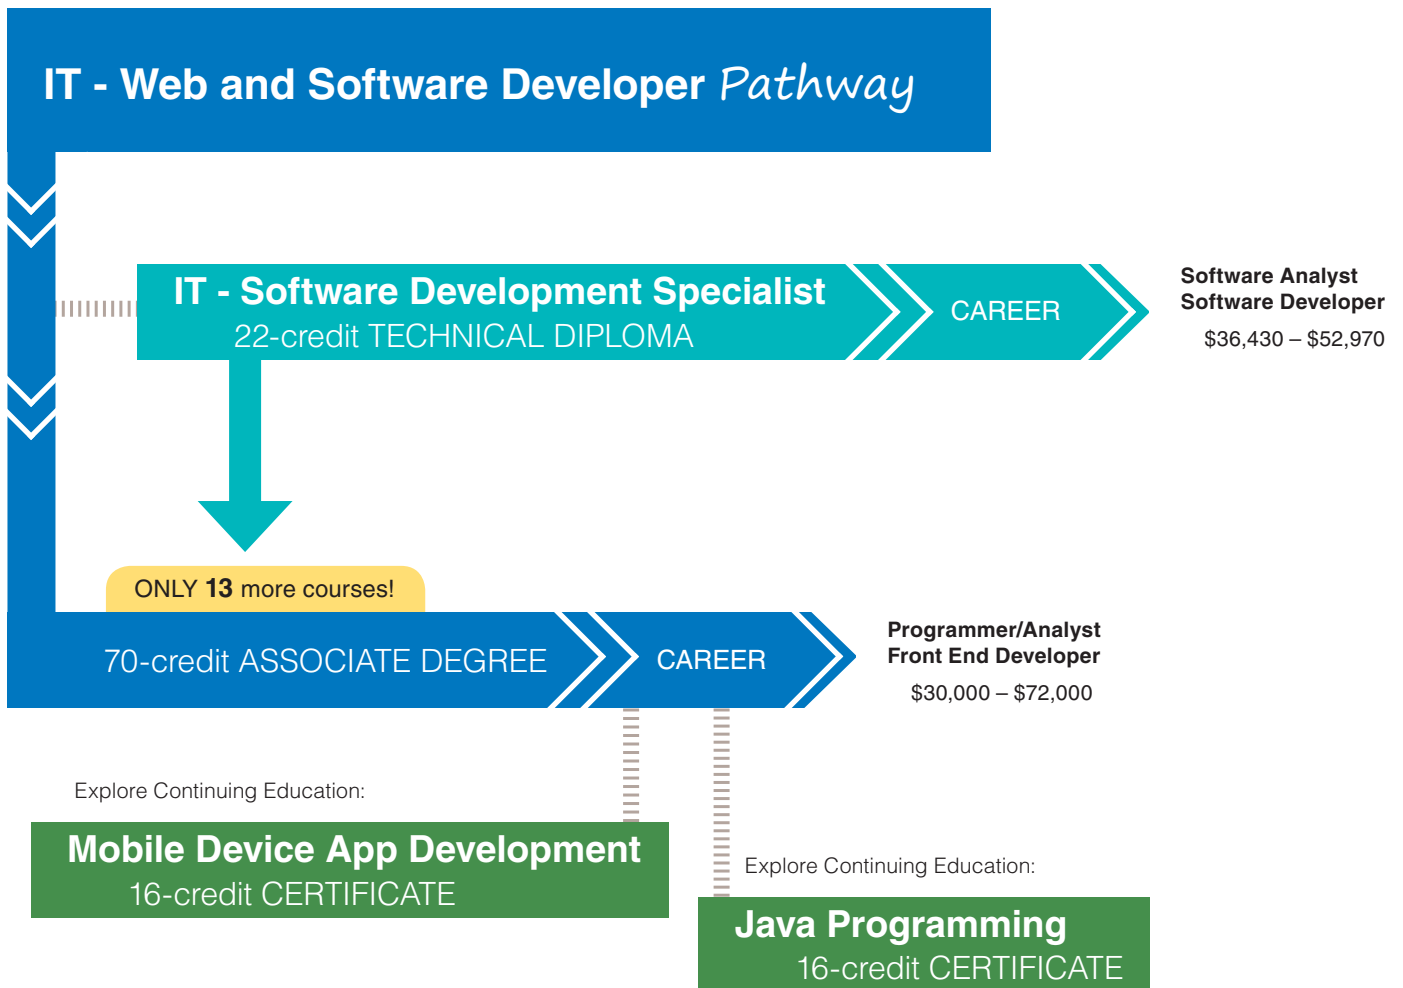 IT - Web and Software Developer Pathway
IT - Software Development Specialist
22-credit TECHNICAL DIPLOMA
CAREER
Software Analyst
Software Developer
$36,430 – $52,970
ONLY 13 more courses!
70-credit ASSOCIATE DEGREE
CAREER
Programmer/Analyst
Front End Developer
$30,000 – $72,000
Explore Continuing Education:
Mobile Device App Development
16-credit CERTIFICATE
Explore Continuing Education:
Java Programming
16-credit CERTIFICATE